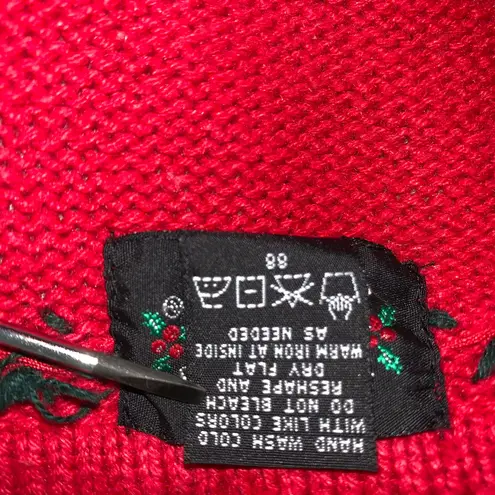 HAND WASH COLD
WITH LIKE COLORS
DO NOT BLEACH
RESHAPE AND
DRY FLAT
WARM IRON AT INSIDE
AS NEEDED
88
®